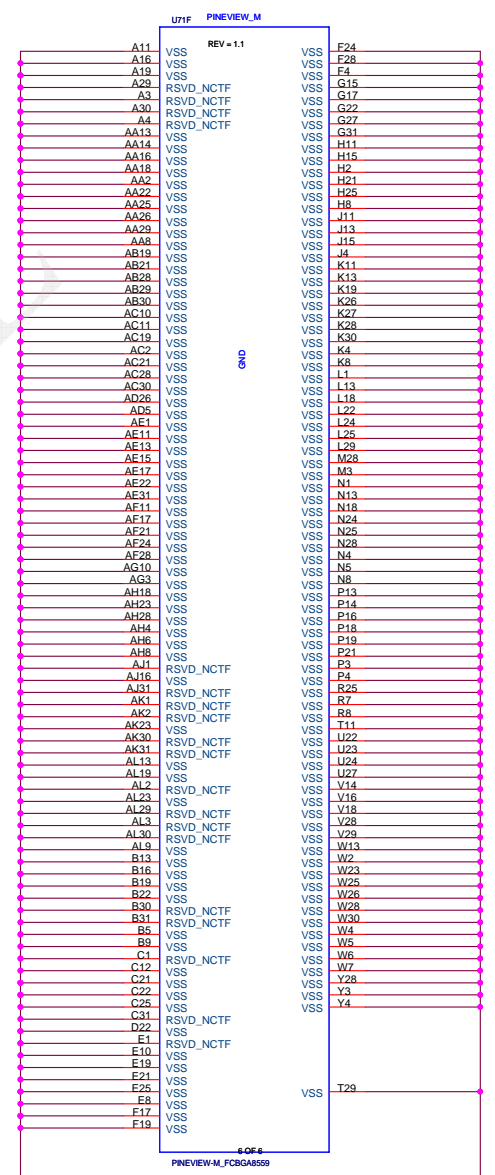 U71F PINEVIEW_M
REV = 1.1
A11 VSS VSS F24
A16 VSS VSS F28
A19 VSS VSS F4
A29 RSVD_NCTF VSS G15
A3 RSVD_NCTF VSS G17
A30 RSVD_NCTF VSS G22
A4 RSVD_NCTF VSS G27
AA13 VSS VSS G31
AA14 VSS VSS H11
AA16 VSS VSS H15
AA18 VSS VSS H2
AA2 VSS VSS H21
AA22 VSS VSS H25
AA25 VSS VSS H8
AA26 VSS VSS J11
AA29 VSS VSS J13
AA8 VSS VSS J15
AB19 VSS VSS J4
AB21 VSS VSS K11
AB28 VSS VSS K13
AB29 VSS VSS K19
AB30 VSS VSS K26
AC10 VSS VSS K27
AC11 VSS VSS K28
AC19 VSS VSS K30
AC2 VSS VSS K4
GND
AC21 VSS VSS K8
AC28 VSS VSS L1
AC30 VSS VSS L13
AD26 VSS VSS L18
AD5 VSS VSS L22
AE1 VSS VSS L24
AE11 VSS VSS L25
AE13 VSS VSS L29
AE15 VSS VSS M28
AE17 VSS VSS M3
AE22 VSS VSS N1
AE31 VSS VSS N13
AF11 VSS VSS N18
AF17 VSS VSS N24
AF21 VSS VSS N25
AF24 VSS VSS N28
AF28 VSS VSS N4
AG10 VSS VSS N5
AG3 VSS VSS N8
AH18 VSS VSS P13
AH23 VSS VSS P14
AH28 VSS VSS P16
AH4 VSS VSS P18
AH6 VSS VSS P19
AH8 VSS VSS P21
AJ1 RSVD_NCTF VSS P3
AJ16 VSS VSS P4
AJ31 RSVD_NCTF VSS R25
AK1 RSVD_NCTF VSS R7
AK2 RSVD_NCTF VSS R8
AK23 VSS VSS T11
AK30 RSVD_NCTF VSS U22
AK31 RSVD_NCTF VSS U23
AL13 VSS VSS U24
AL19 VSS VSS U27
AL2 RSVD_NCTF VSS V14
AL23 VSS VSS V16
AL29 RSVD_NCTF VSS V18
AL3 RSVD_NCTF VSS V28
AL30 RSVD_NCTF VSS V29
AL9 VSS VSS W13
B13 VSS VSS W2
B16 VSS VSS W23
B19 VSS VSS W25
B22 VSS VSS W26
B30 RSVD_NCTF VSS W28
B31 RSVD_NCTF VSS W30
B5 VSS VSS W4
B9 VSS VSS W5
C1 RSVD_NCTF VSS W6
C12 VSS VSS W7
C21 VSS VSS Y28
C22 VSS VSS Y3
C25 VSS VSS Y4
C31 RSVD_NCTF
D22 VSS
E1 RSVD_NCTF
E10 VSS
E19 VSS
E21 VSS
E25 VSS VSS T29
E8 VSS
F17 VSS
F19 VSS
6 OF 6
PINEVIEW-M_FCBGA8559